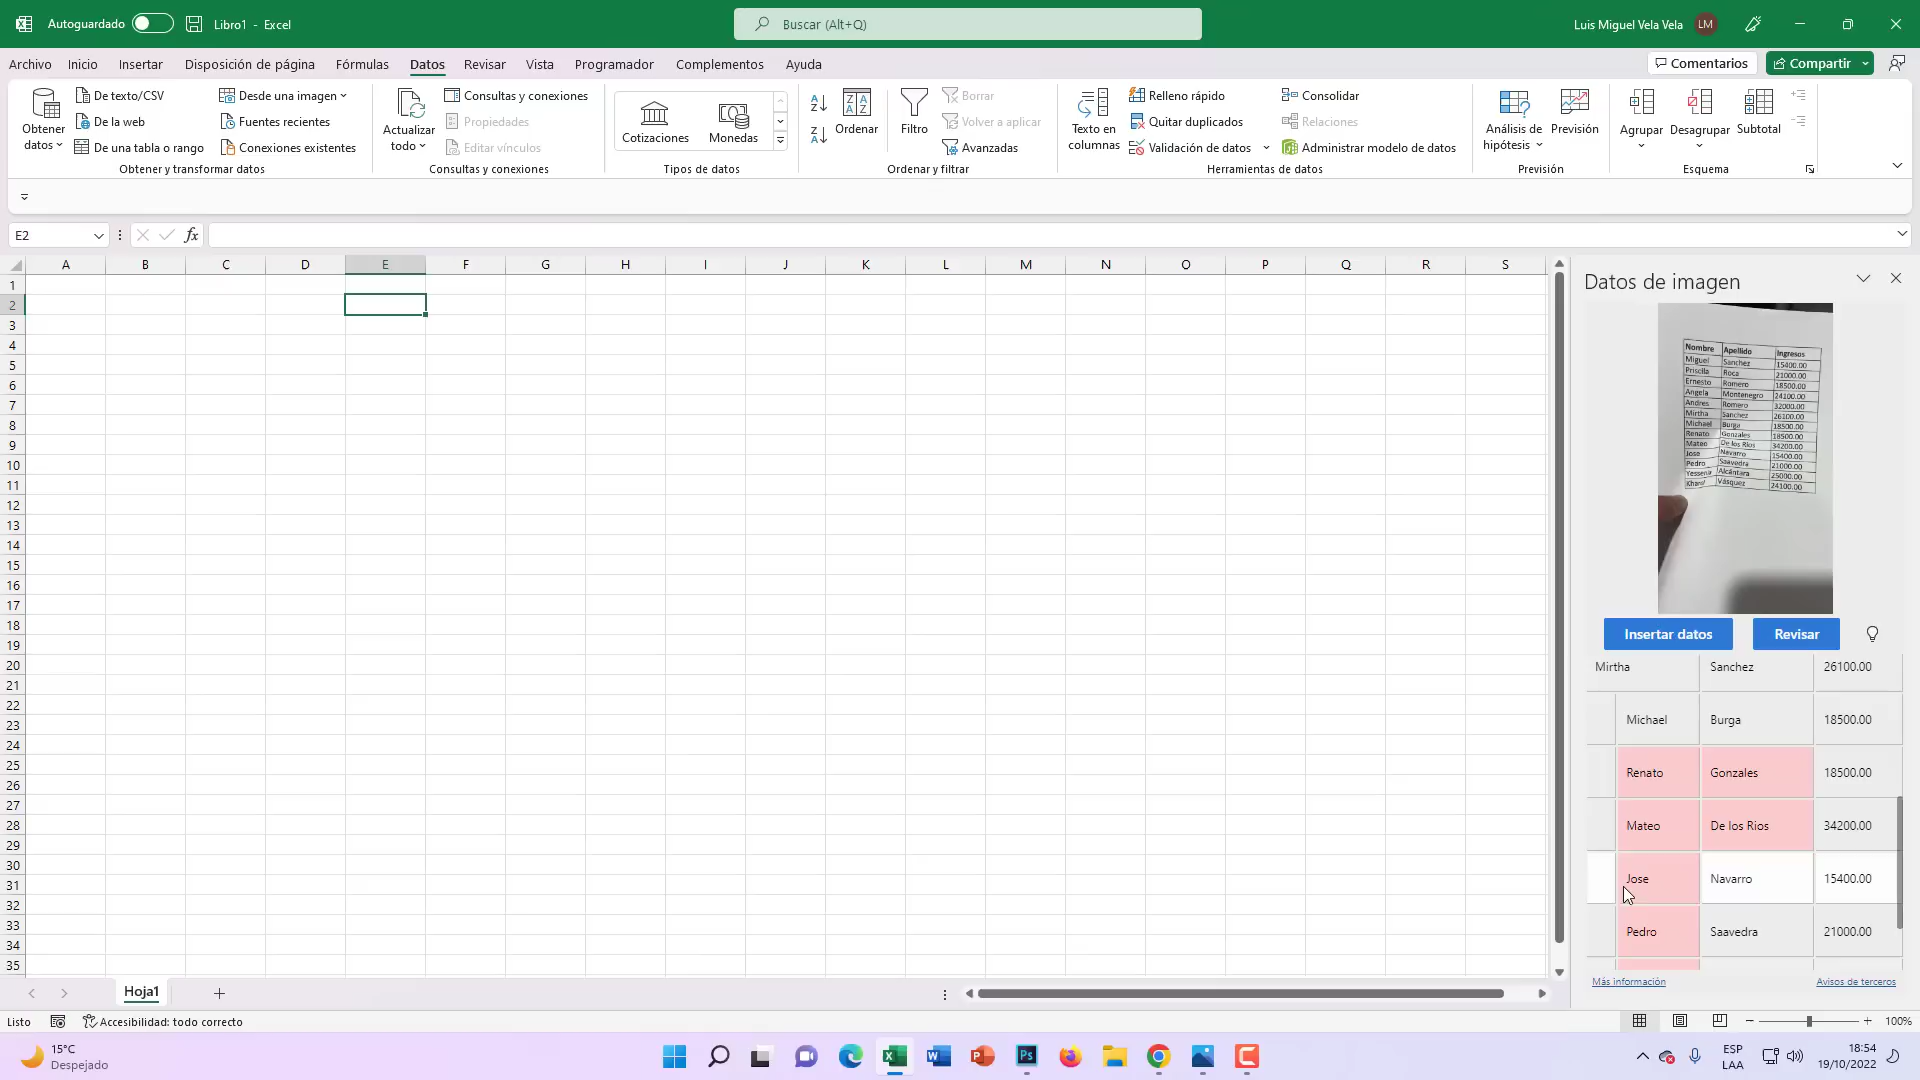 Autoguardado
Libro1 - Excel
Buscar (Alt+Q)
Luis Miguel Vela Vela
LM
Archivo
Inicio
Insertar
Disposición de página
Fórmulas
Datos
Revisar
Vista
Programador
Complementos
Ayuda
Comentarios
Compartir
Obtener datos
De texto/CSV
De la web
De una tabla o rango
Desde una imagen
Fuentes recientes
Conexiones existentes
Obtener y transformar datos
Actualizar todo
Consultas y conexiones
Propiedades
Editar vínculos
Consultas y conexiones
Cotizaciones
Monedas
Tipos de datos
Ordenar
Filtro
Borrar
Volver a aplicar
Avanzadas
Ordenar y filtrar
Texto en columnas
Relleno rápido
Quitar duplicados
Validación de datos
Consolidar
Relaciones
Administrar modelo de datos
Herramientas de datos
Análisis de hipótesis
Previsión
Previsión
Agrupar
Desagrupar
Subtotal
Esquema
E2
fx
A B C D E F G H I J K L M N O P Q R S
1
2
3
4
5
6
7
8
9
10
11
12
13
14
15
16
17
18
19
20
21
22
23
24
25
26
27
28
29
30
31
32
33
34
35
Datos de imagen
Nombre Apellido Ingresos
Miguel Sanchez 15400.00
Priscila Roca 21000.00
Ernesto Romero 18500.00
Angela Montenegro 24100.00
Andres Romero 32000.00
Mirtha Sanchez 26100.00
Michael Burga 18500.00
Renato Gonzales 18500.00
Mateo De los Rios 34200.00
Jose Navarro 15400.00
Pedro Saavedra 21000.00
Yessenia Alcántara 25000.00
Kharol Vásquez 24100.00
Insertar datos
Revisar
Mirtha Sanchez 26100.00
Michael Burga 18500.00
Renato Gonzales 18500.00
Mateo De los Rios 34200.00
Jose Navarro 15400.00
Pedro Saavedra 21000.00
Más información
Avisos de terceros
Hoja1
Listo
Accesibilidad: todo correcto
100%
15°C
Despejado
ESP
LAA
18:54
19/10/2022